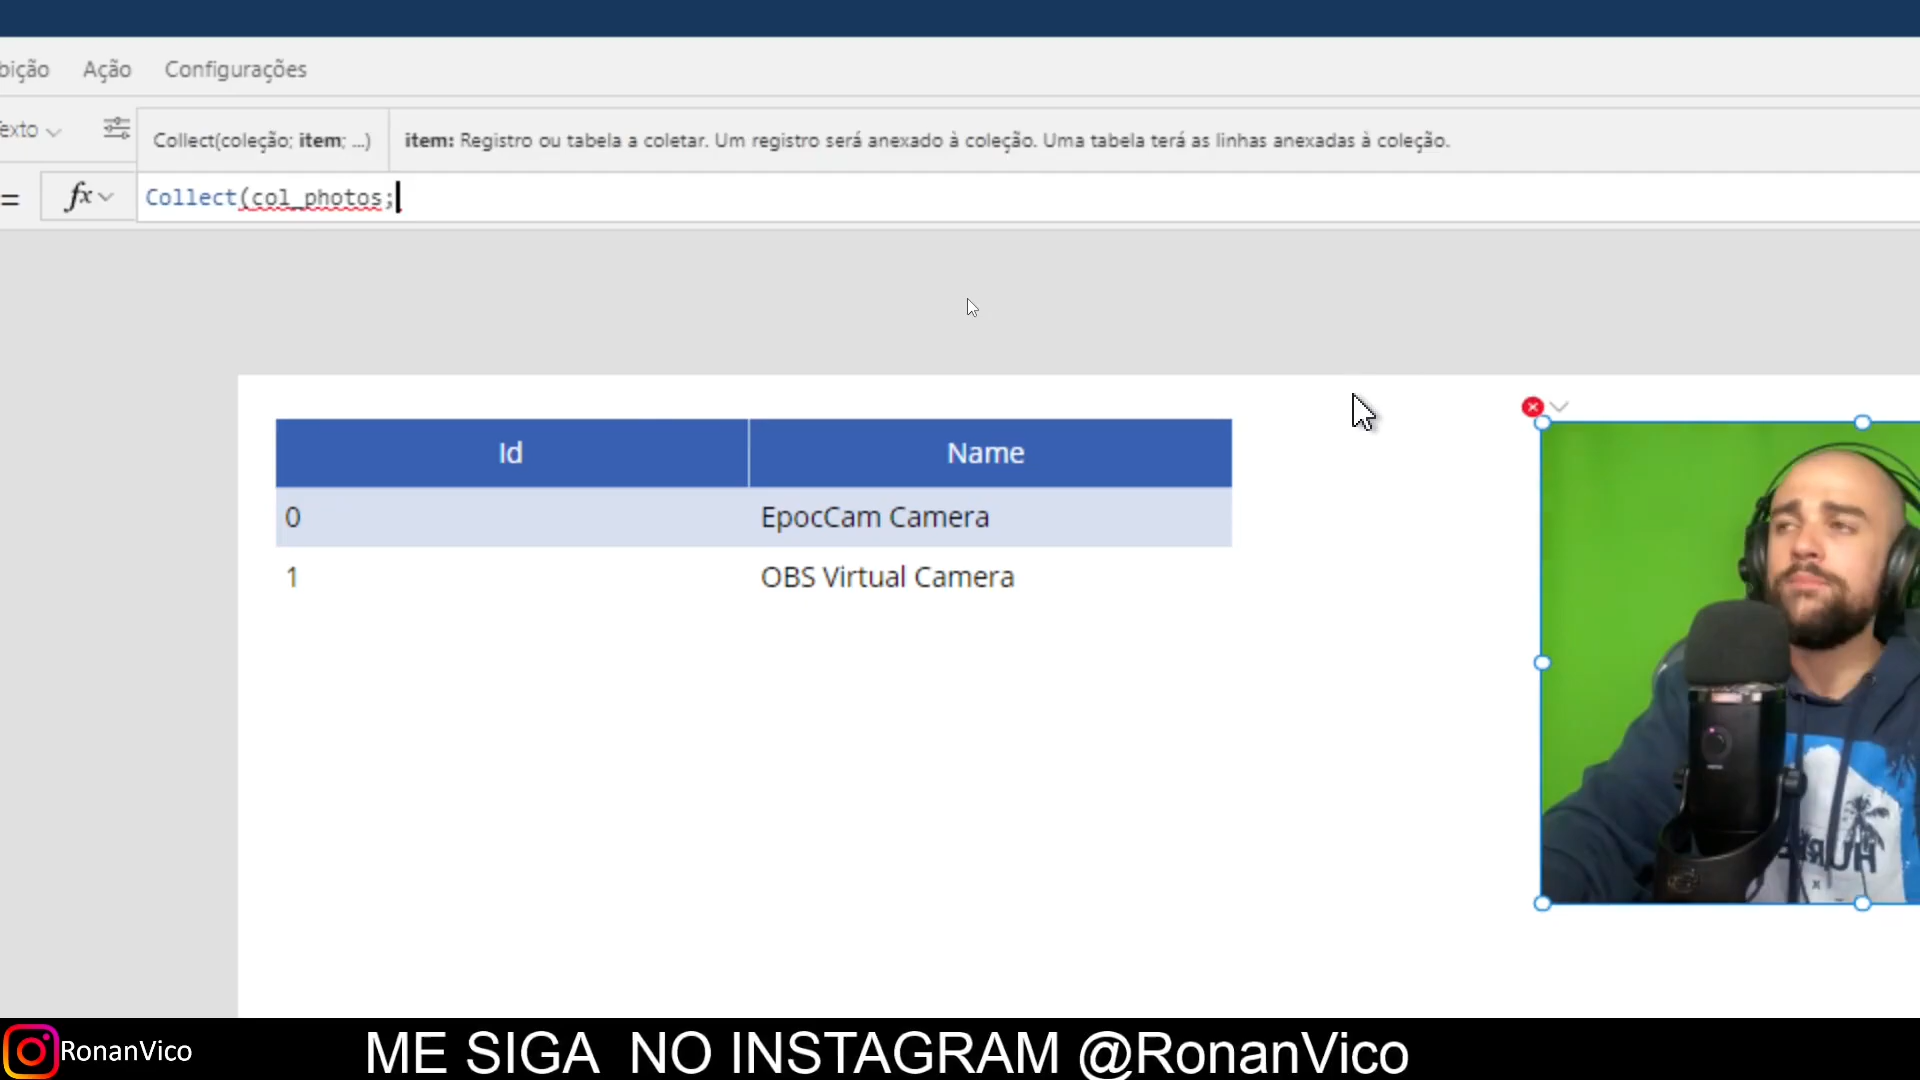 bição Ação Configurações
exto
Collect(coleção; item; ...) item: Registro ou tabela a coletar. Um registro será anexado à coleção. Uma tabela terá as linhas anexadas à coleção.
= fx Collect(col_photos;
Id Name
0 EpocCam Camera
1 OBS Virtual Camera
RonanVico ME SIGA NO INSTAGRAM @RonanVico